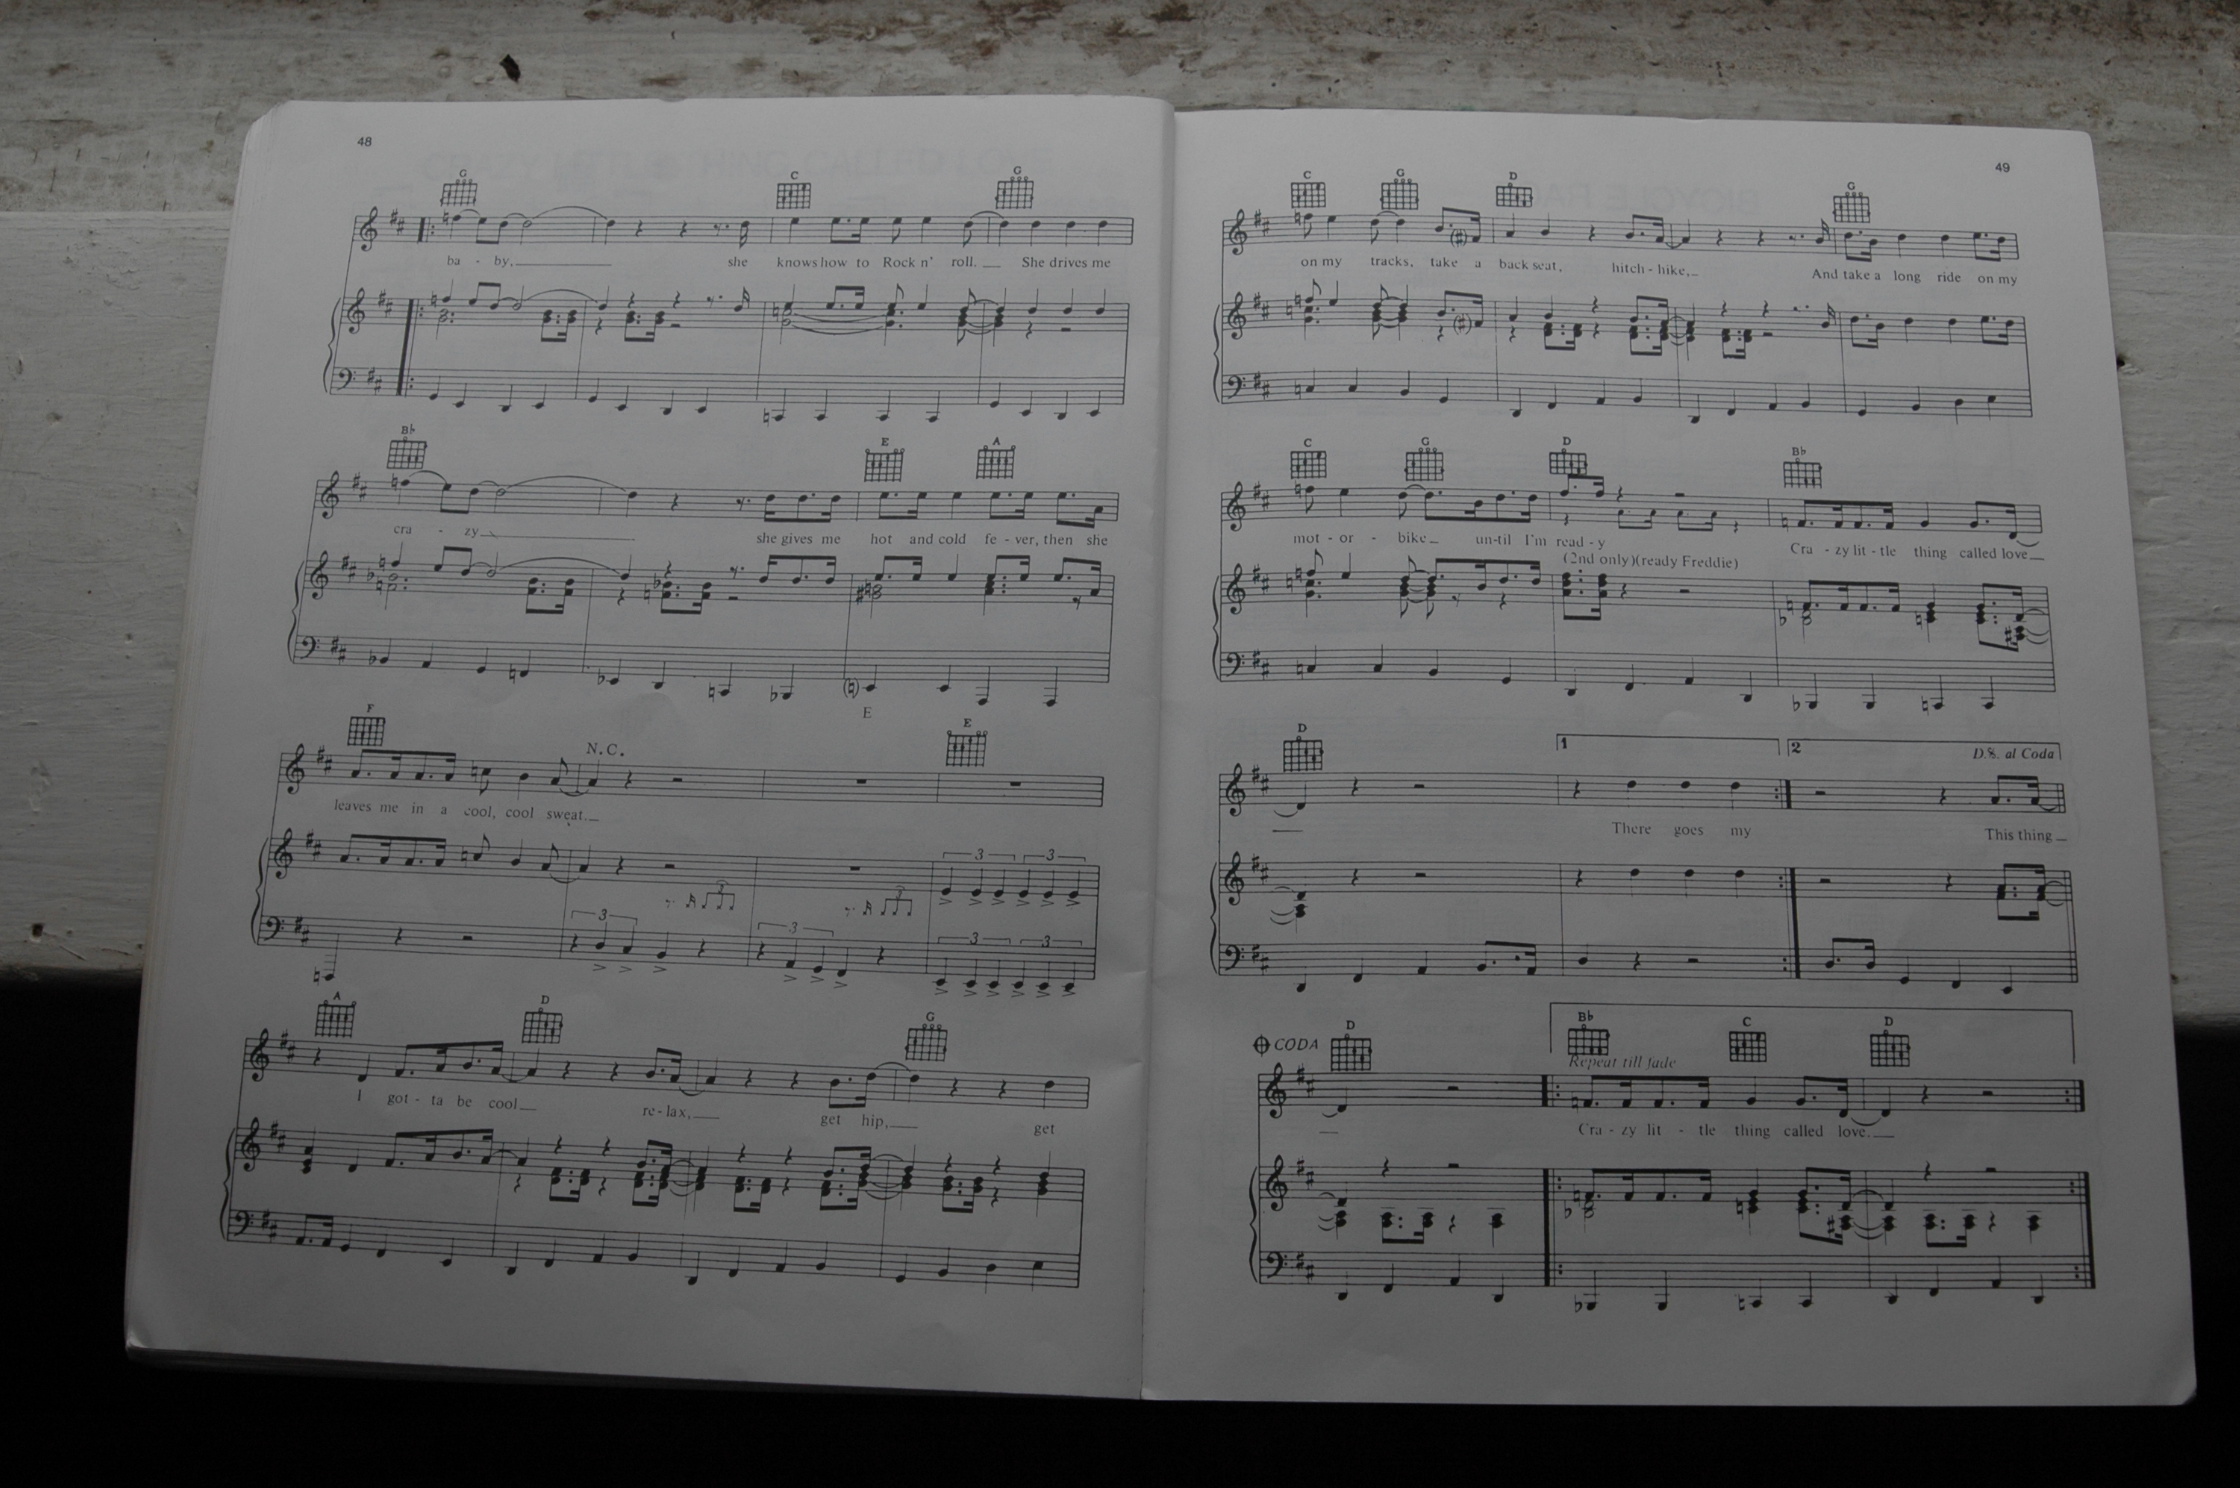 48
G C G
ba - by, she knows how to Rock n' roll. She drives me
B♭ E A
cra - zy she gives me hot and cold fe - ver, then she
E
F N.C. E
leaves me in a cool, cool sweat.
3 3
3 3
3 3 3 3
A D G
I got - ta be cool re - lax, get hip, get
49
C G D G
on my tracks, take a back seat, hitch - hike, And take a long ride on my
C G D B♭
mot - or - bike un-til I'm read - y Cra - zy lit - tle thing called love
(2nd only)(ready Freddie)
D 1 2 D.%. al Coda
There goes my This thing
CODA D B♭ C D
Repeat till fade
Cra - zy lit - tle thing called love.